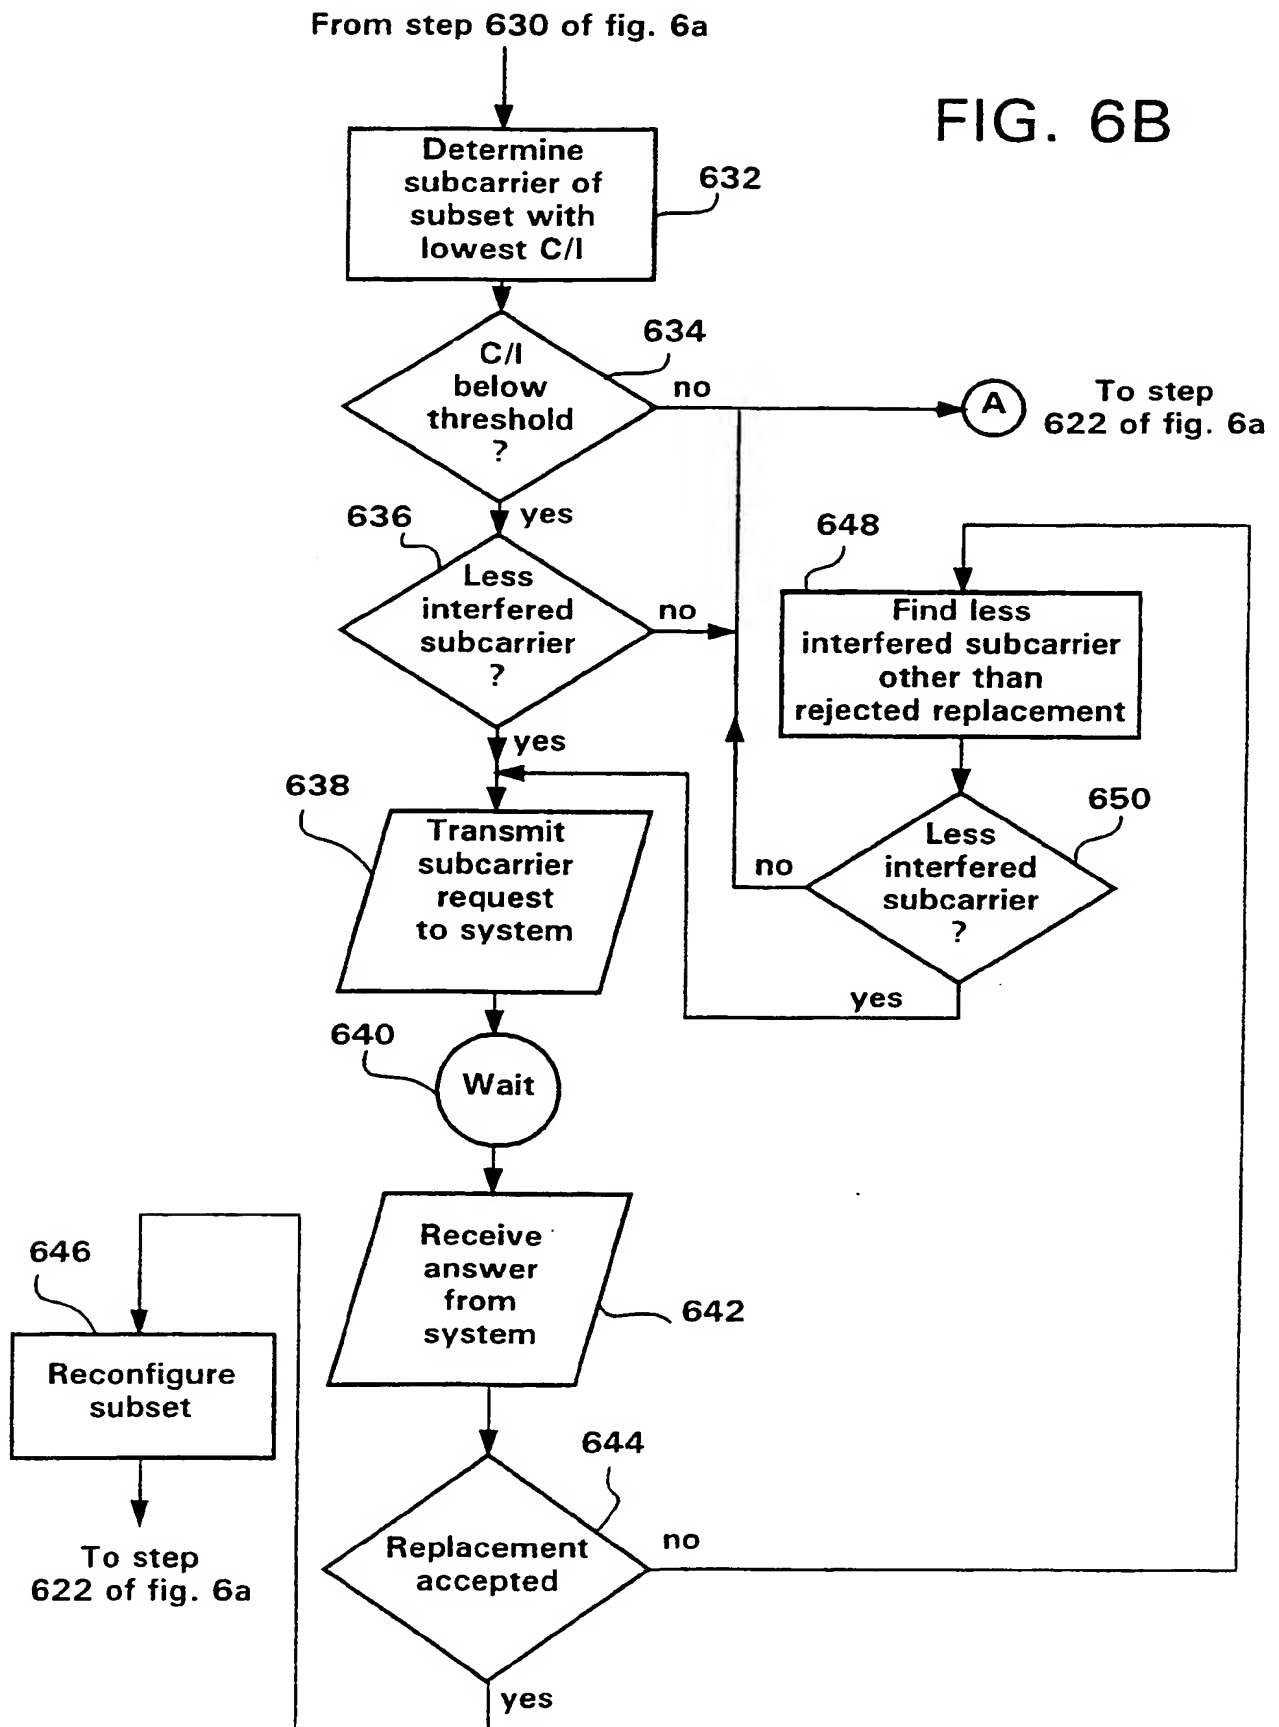 From step 630 of fig. 6a
FIG. 6B
Determine
subcarrier of
subset with
lowest C/I
632
C/I
below
threshold
?
634
no
A
To step
622 of fig. 6a
yes
636
Less
interfered
subcarrier
?
no
yes
648
Find less
interfered subcarrier
other than
rejected replacement
650
Less
interfered
subcarrier
?
no
yes
638
Transmit
subcarrier
request
to system
640
Wait
Receive
answer
from
system
642
646
Reconfigure
subset
To step
622 of fig. 6a
644
Replacement
accepted
no
yes